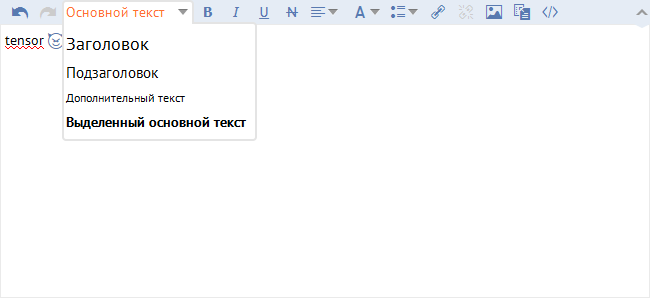 Основной текст B I U N A
tensor
Заголовок
Подзаголовок
Дополнительный текст
Выделенный основной текст